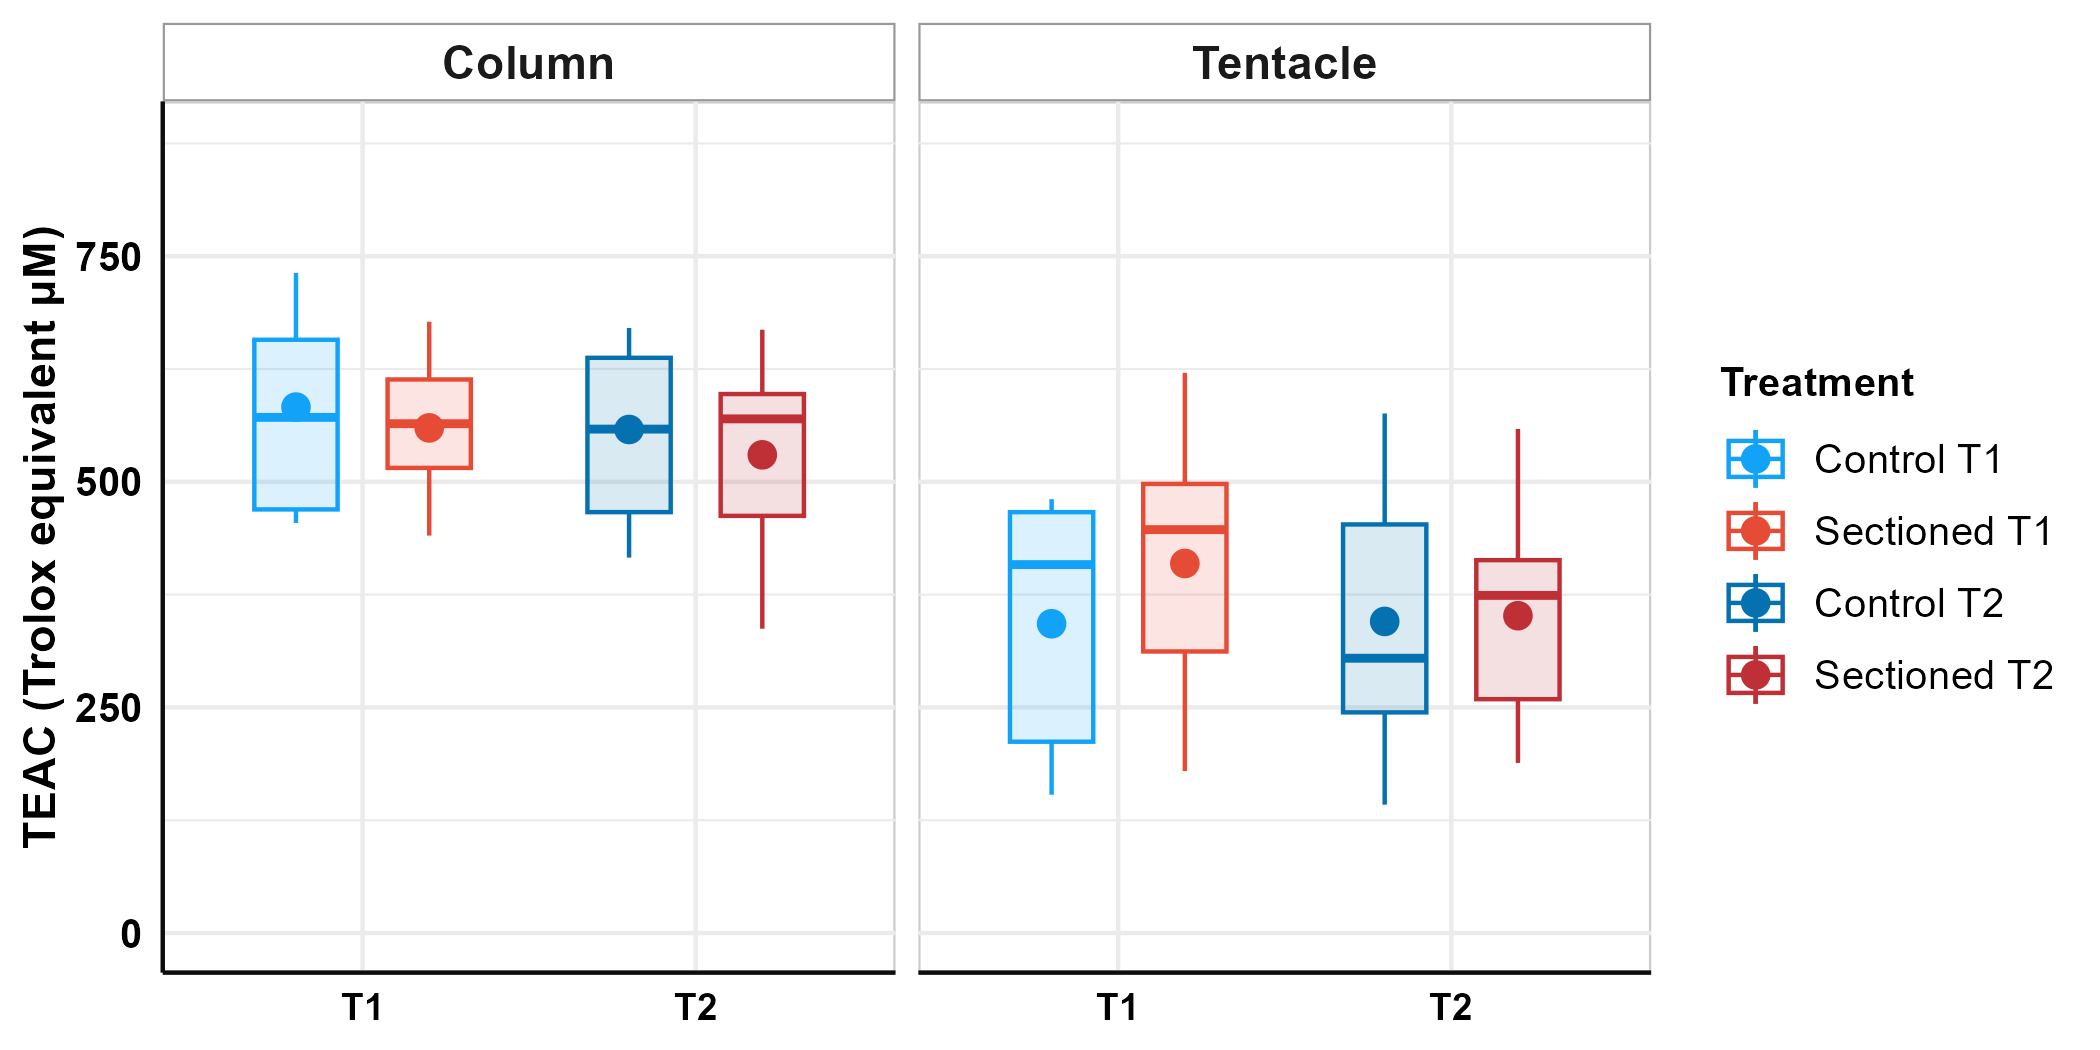 Column
Tentacle
TEAC (Trolox equivalent µM)
750
500
250
0
T1
T2
T1
T2
Treatment
Control T1
Sectioned T1
Control T2
Sectioned T2